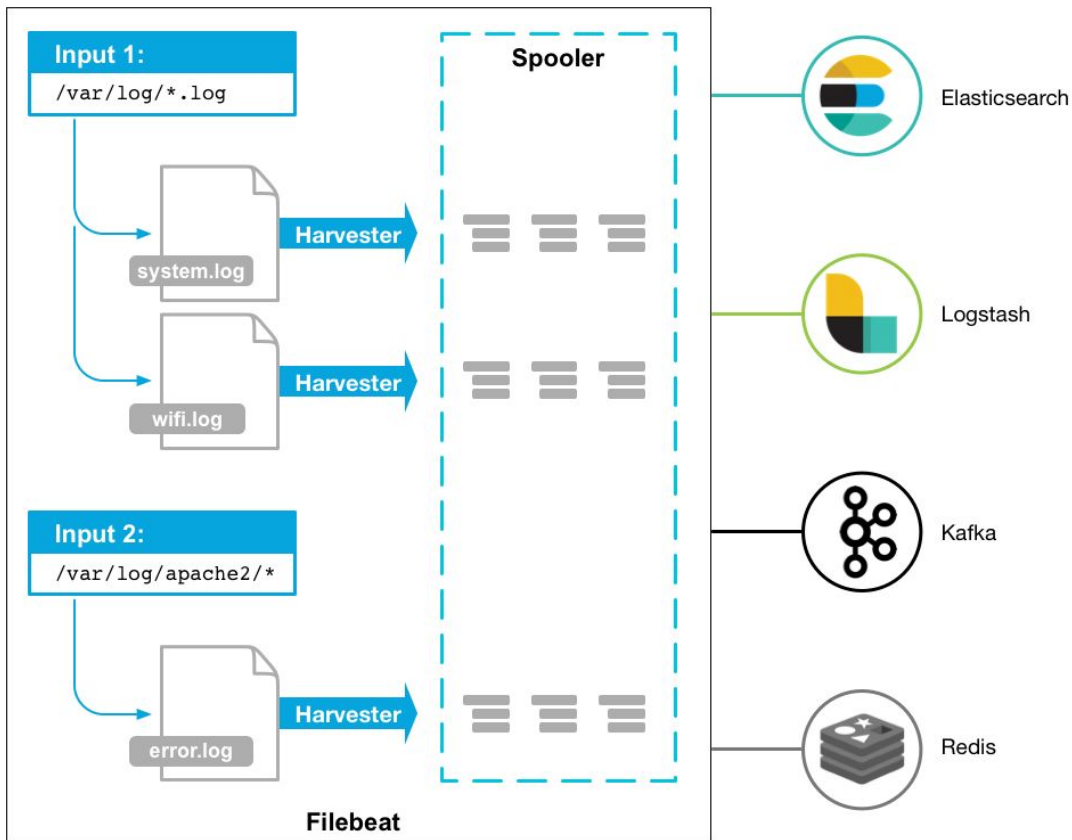 Input 1:
/var/log/*.log
Spooler
Elasticsearch
Harvester
system.log
Logstash
Harvester
wifi.log
Input 2:
/var/log/apache2/*
Kafka
Harvester
error.log
Redis
Filebeat